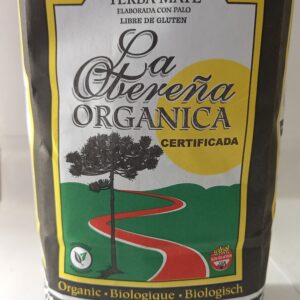 YERBA MATE
ELABORADA CON PALO
LIBRE DE GLUTEN
La
Obereña
ORGANICA
CERTIFICADA
Organic • Biologique • Biologisch